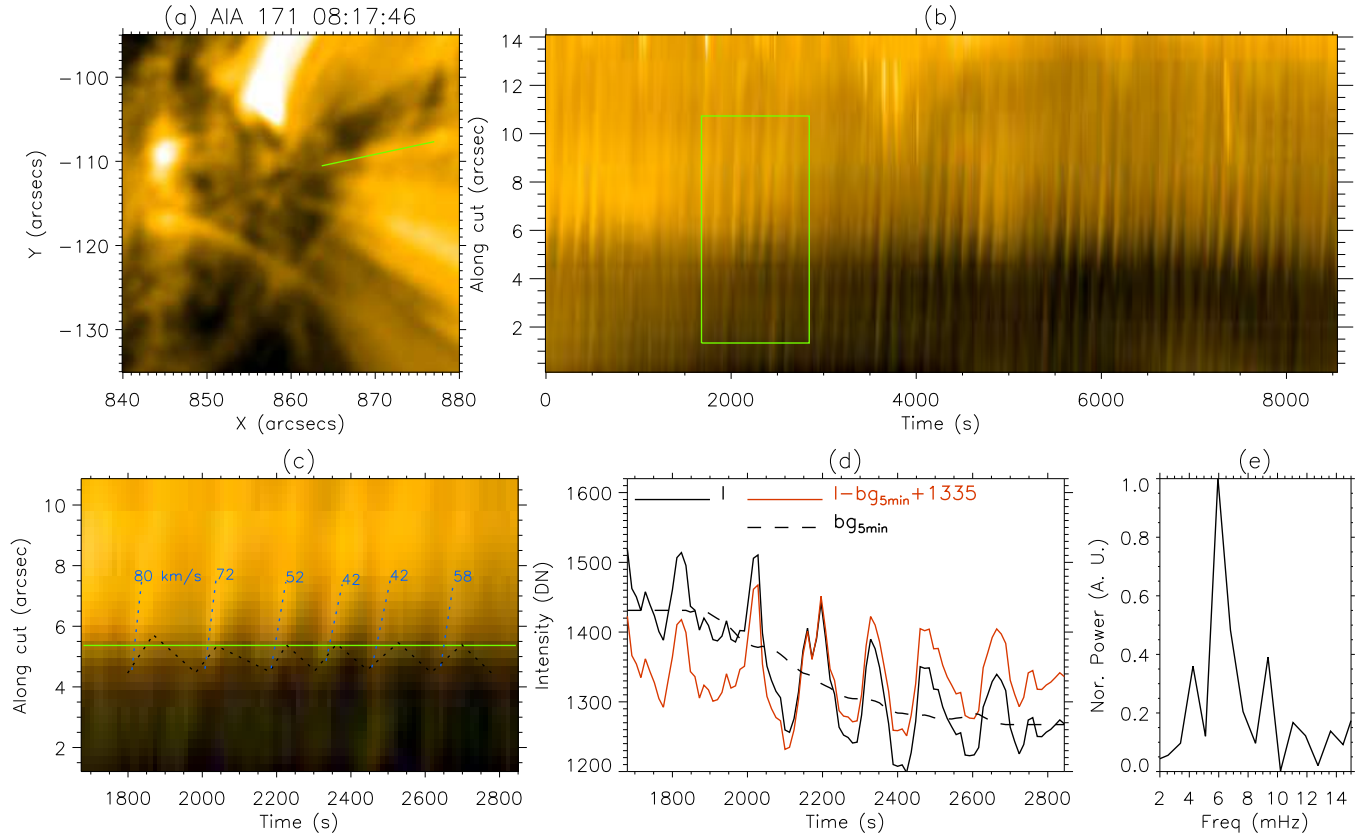 (a) AIA 171 08:17:46
(b)
Y (arcsecs)
-100
-110
-120
-130
840 850 860 870 880
X (arcsecs)
Along cut (arcsec)
14
12
10
8
6
4
2
0 2000 4000 6000 8000
Time (s)
(c)
Along cut (arcsec)
10
8
6
4
2
80 km/s 72 52 42 42 58
1800 2000 2200 2400 2600 2800
Time (s)
(d)
Intensity (DN)
1600
1500
1400
1300
1200
I
I-bg5min+1335
bg5min
1800 2000 2200 2400 2600 2800
Time (s)
(e)
Nor. Power (A. U.)
1.0
0.8
0.6
0.4
0.2
0.0
2 4 6 8 10 12 14
Freq (mHz)